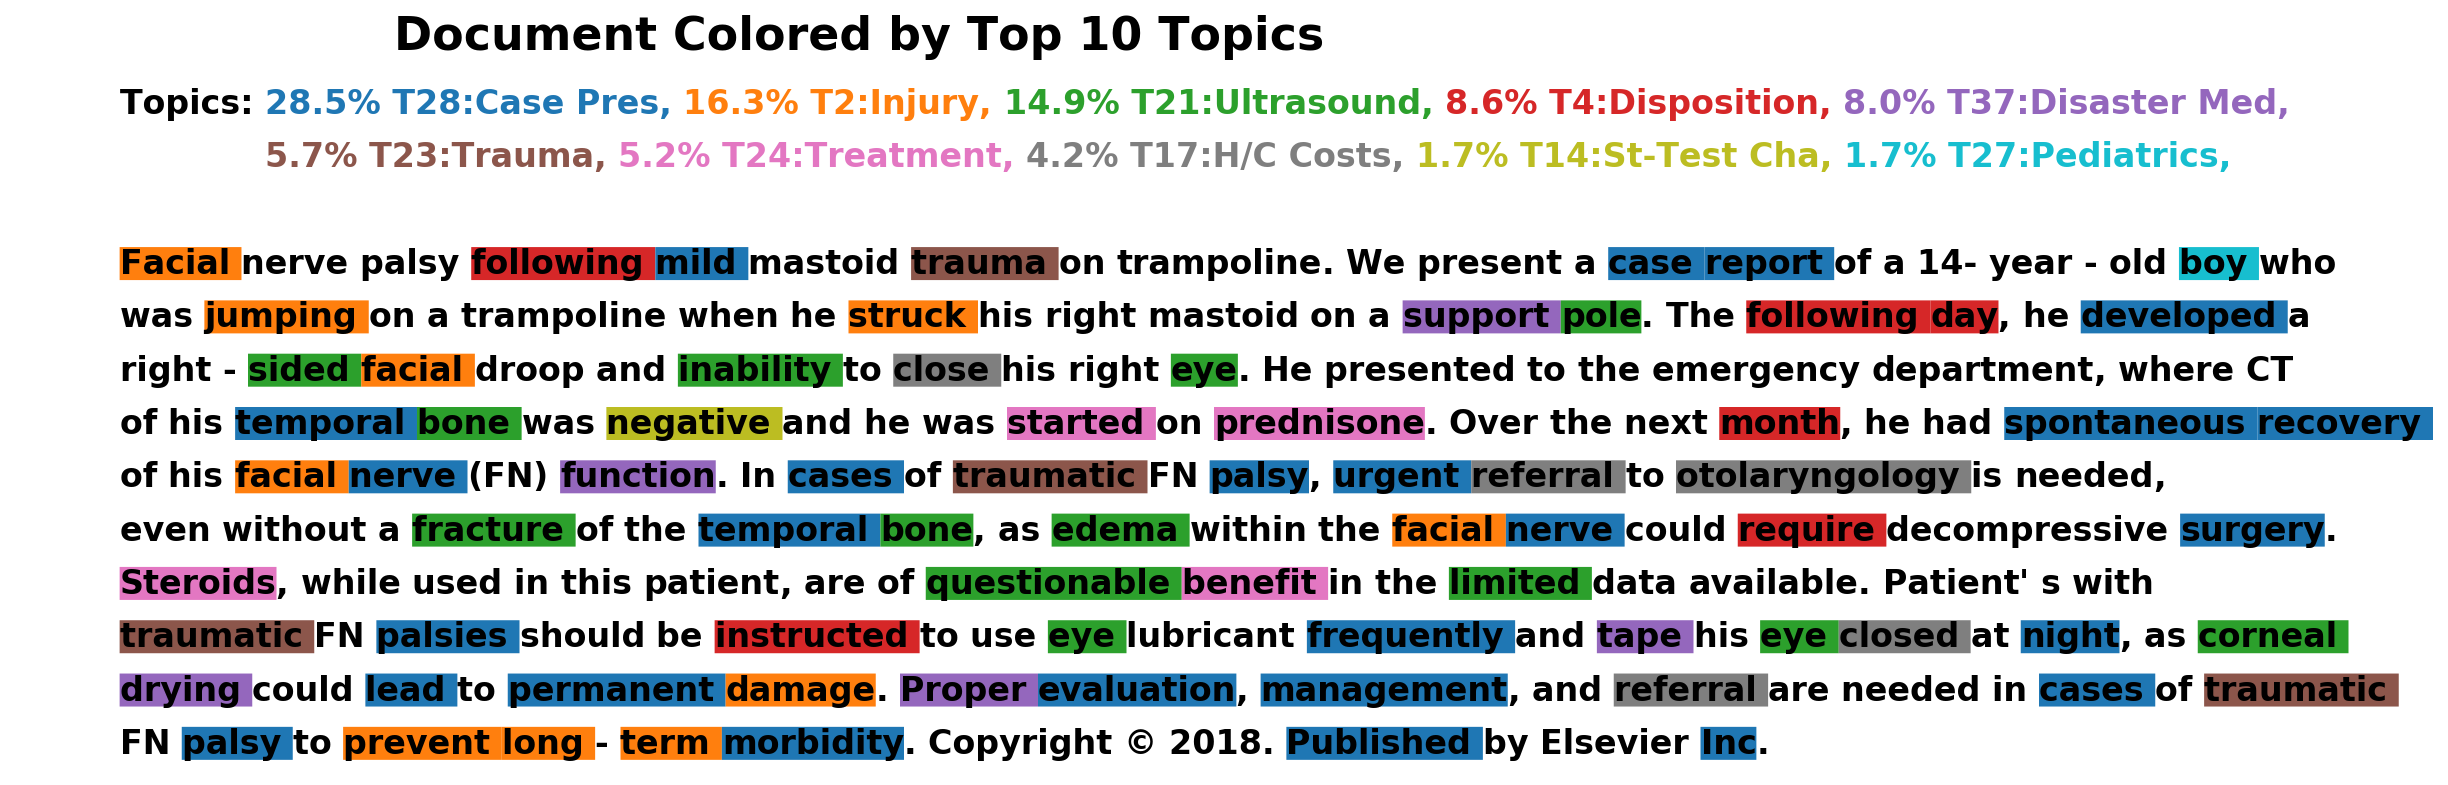 Document Colored by Top 10 Topics
Topics: 28.5% T28:Case Pres, 16.3% T2:Injury, 14.9% T21:Ultrasound, 8.6% T4:Disposition, 8.0% T37:Disaster Med,
5.7% T23:Trauma, 5.2% T24:Treatment, 4.2% T17:H/C Costs, 1.7% T14:St-Test Cha, 1.7% T27:Pediatrics,
Facial nerve palsy following mild mastoid trauma on trampoline. We present a case report of a 14- year - old boy who
was jumping on a trampoline when he struck his right mastoid on a support pole. The following day, he developed a
right - sided facial droop and inability to close his right eye. He presented to the emergency department, where CT
of his temporal bone was negative and he was started on prednisone. Over the next month, he had spontaneous recovery
of his facial nerve (FN) function. In cases of traumatic FN palsy, urgent referral to otolaryngology is needed,
even without a fracture of the temporal bone, as edema within the facial nerve could require decompressive surgery.
Steroids, while used in this patient, are of questionable benefit in the limited data available. Patient' s with
traumatic FN palsies should be instructed to use eye lubricant frequently and tape his eye closed at night, as corneal
drying could lead to permanent damage. Proper evaluation, management, and referral are needed in cases of traumatic
FN palsy to prevent long - term morbidity. Copyright © 2018. Published by Elsevier Inc.